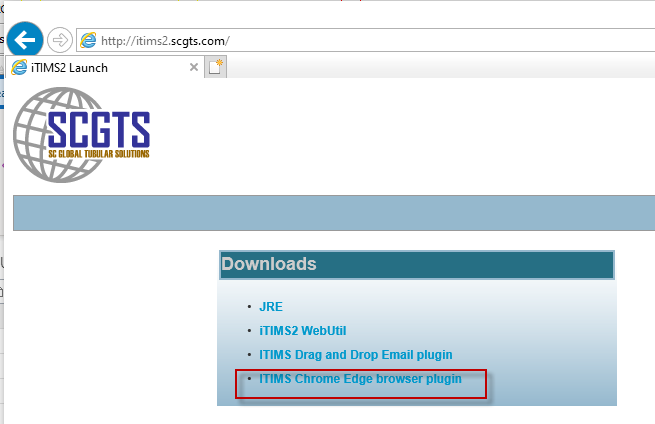 http://itims2.scgts.com/
iTIMS2 Launch
SCGTS
SC GLOBAL TUBULAR SOLUTIONS
Downloads
JRE
iTIMS2 WebUtil
ITIMS Drag and Drop Email plugin
ITIMS Chrome Edge browser plugin